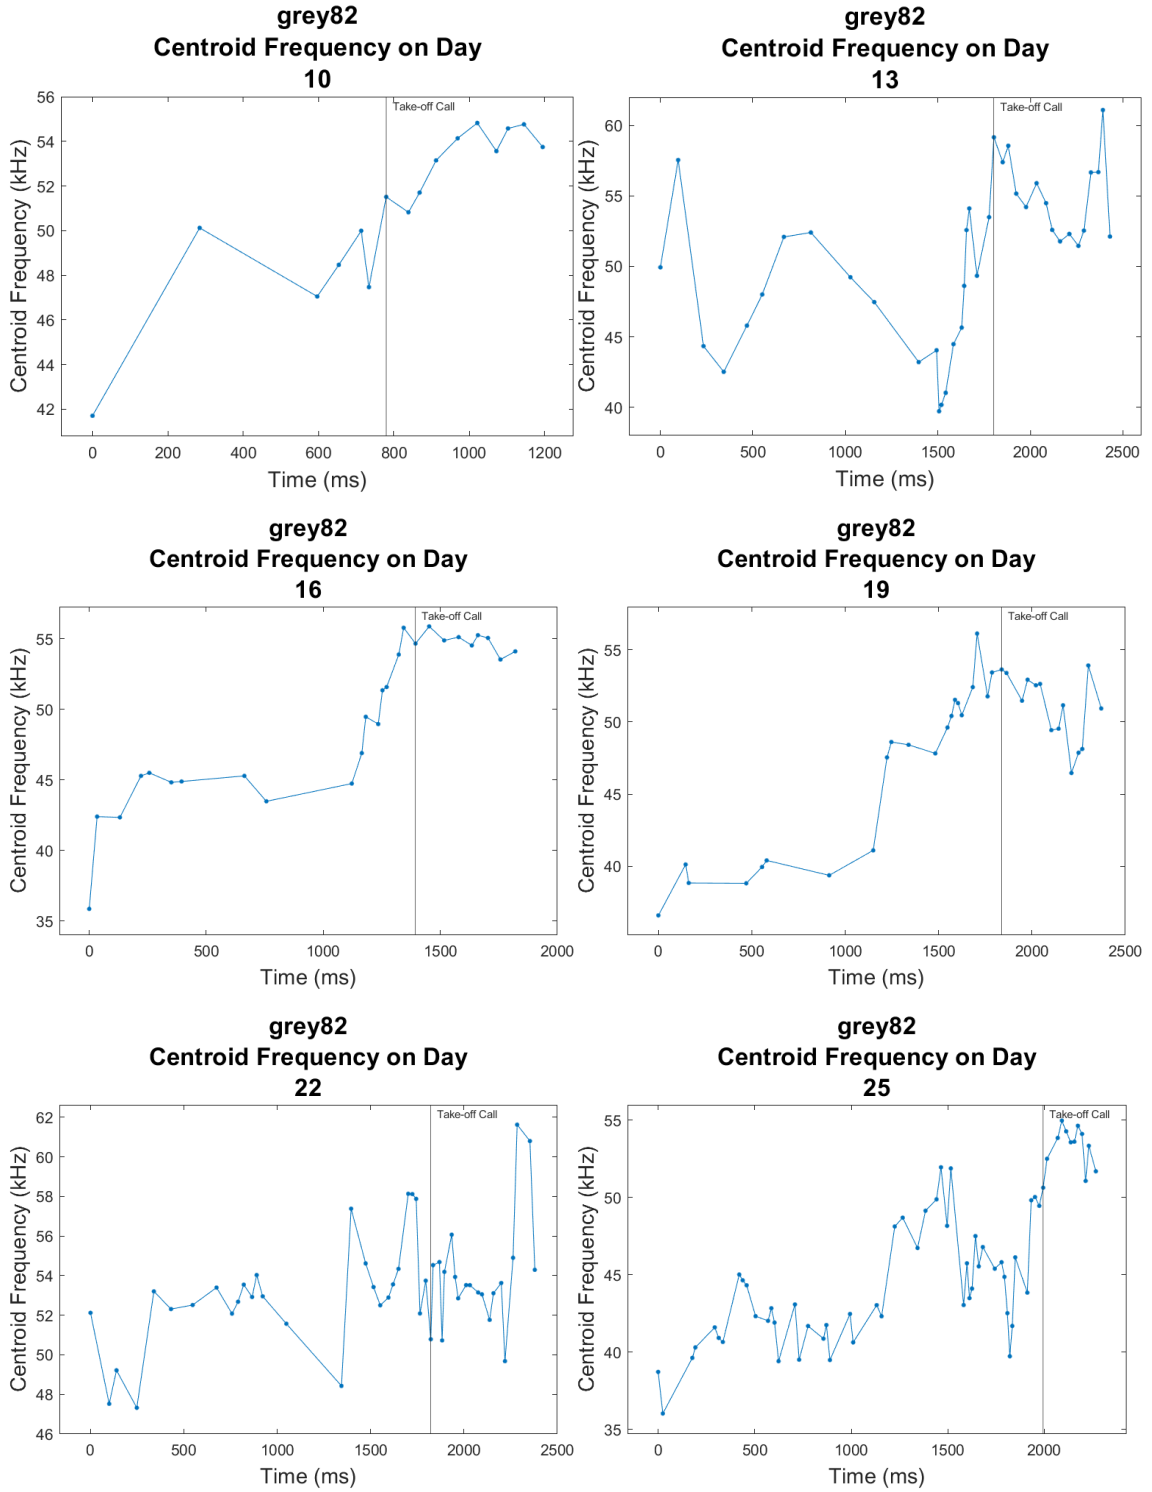 grey82
Centroid Frequency on Day
10
Take-off Call
56
54
52
50
48
46
44
42
Centroid Frequency (kHz)
0 200 400 600 800 1000 1200
Time (ms)
grey82
Centroid Frequency on Day
13
Take-off Call
60
55
50
45
40
Centroid Frequency (kHz)
0 500 1000 1500 2000 2500
Time (ms)
grey82
Centroid Frequency on Day
16
Take-off Call
55
50
45
40
35
Centroid Frequency (kHz)
0 500 1000 1500 2000
Time (ms)
grey82
Centroid Frequency on Day
19
Take-off Call
55
50
45
40
Centroid Frequency (kHz)
0 500 1000 1500 2000 2500
Time (ms)
grey82
Centroid Frequency on Day
22
Take-off Call
62
60
58
56
54
52
50
48
46
Centroid Frequency (kHz)
0 500 1000 1500 2000 2500
Time (ms)
grey82
Centroid Frequency on Day
25
Take-off Call
55
50
45
40
35
Centroid Frequency (kHz)
0 500 1000 1500 2000
Time (ms)